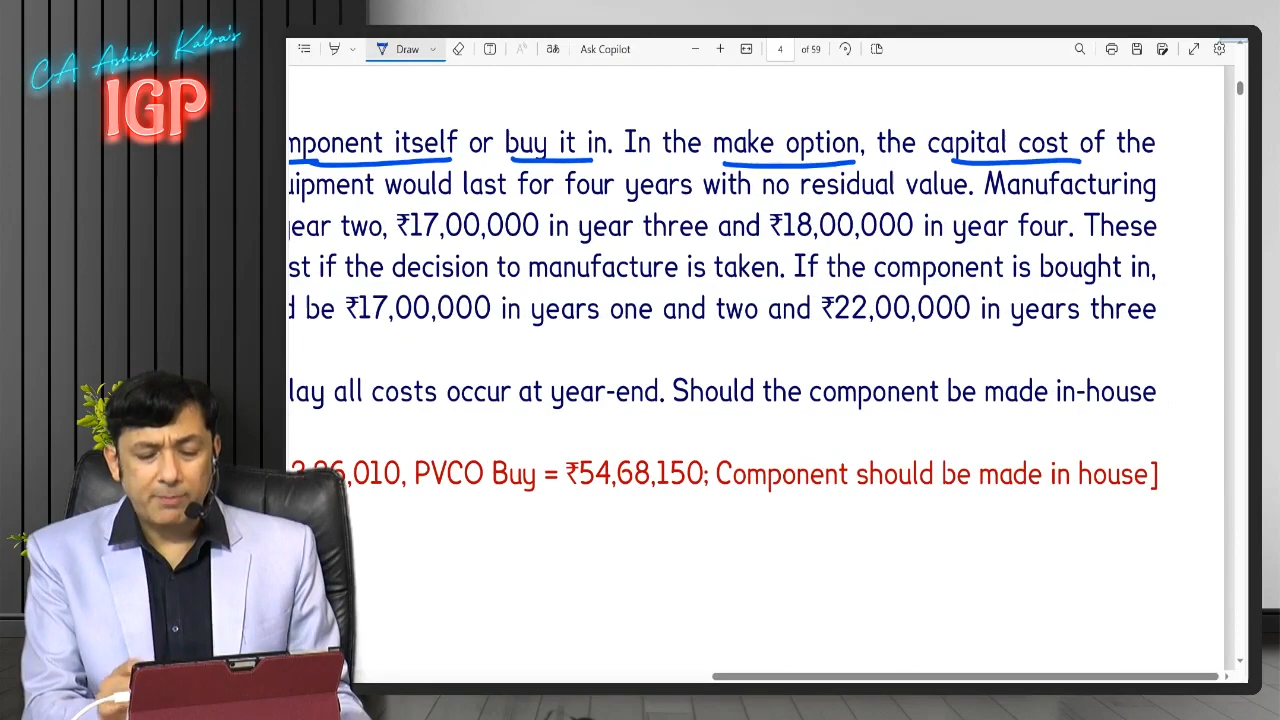 CA Ashish Kalra's
IGP
Draw
Ask Copilot
4 of 59
mponent itself or buy it in. In the make option, the capital cost of the
uipment would last for four years with no residual value. Manufacturing
year two, ₹17,00,000 in year three and ₹18,00,000 in year four. These
st if the decision to manufacture is taken. If the component is bought in,
d be ₹17,00,000 in years one and two and ₹22,00,000 in years three
lay all costs occur at year-end. Should the component be made in-house
,010, PVCO Buy = ₹54,68,150; Component should be made in house]